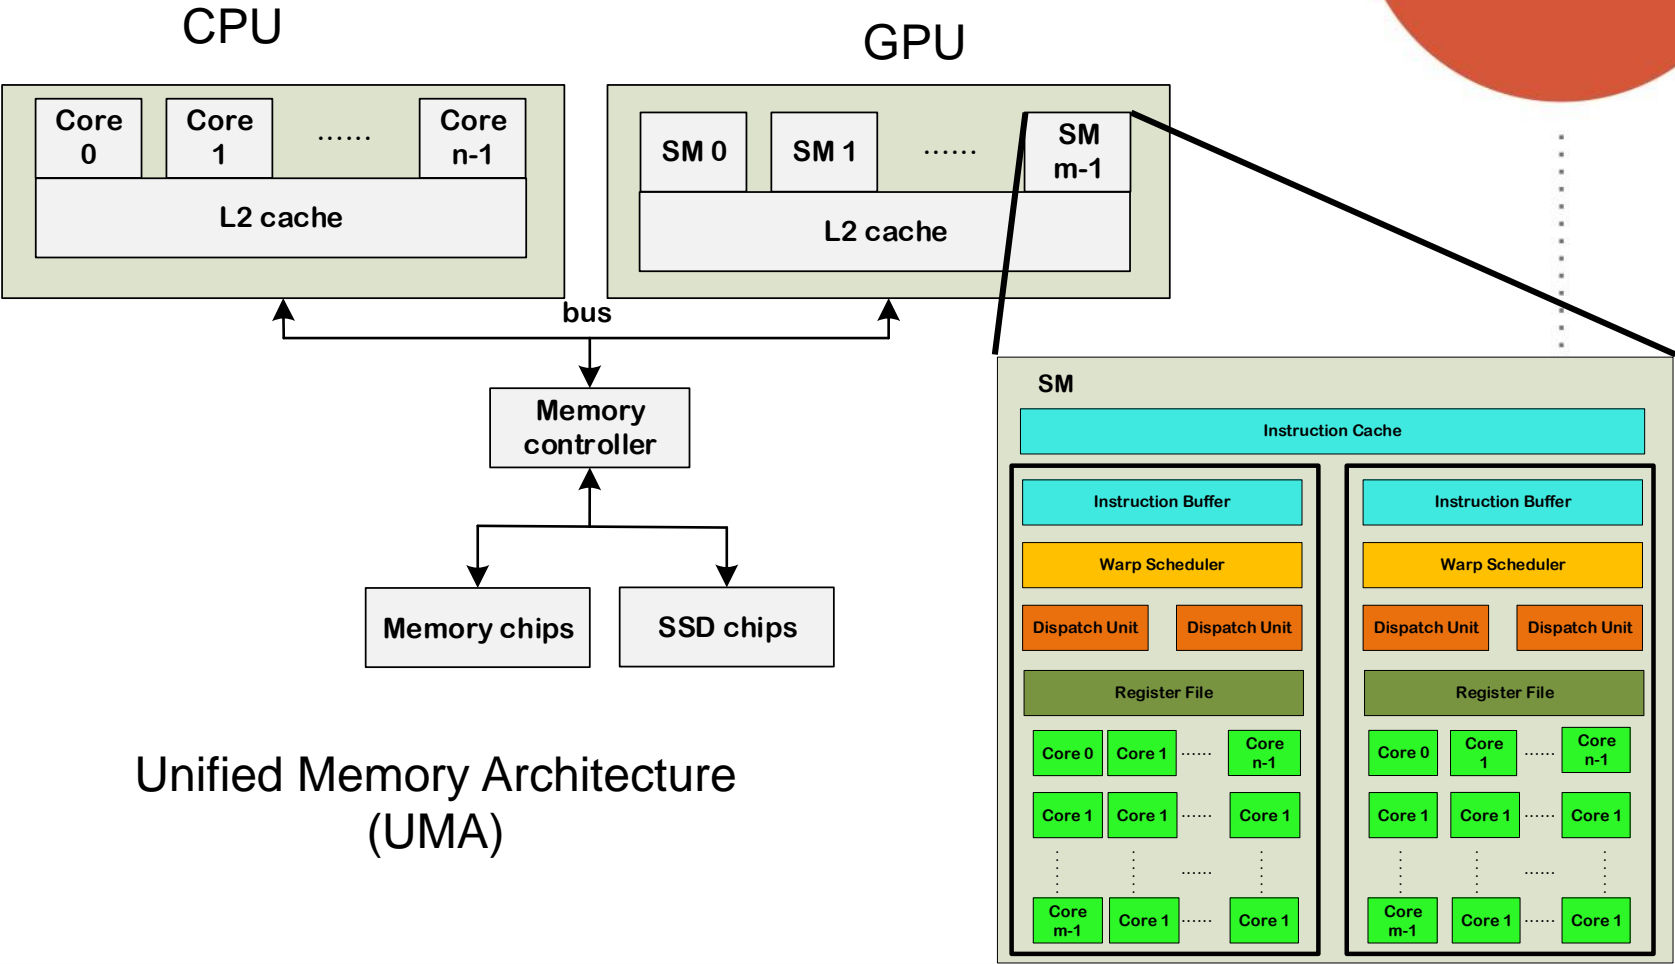 CPU
GPU
Core 0
Core 1
......
Core n-1
L2 cache
SM 0
SM 1
......
SM m-1
L2 cache
bus
Memory controller
Memory chips
SSD chips
Unified Memory Architecture
(UMA)
SM
Instruction Cache
Instruction Buffer
Warp Scheduler
Dispatch Unit
Dispatch Unit
Register File
Core 0
Core 1
......
Core n-1
Core 1
Core 1
......
Core 1
......
Core m-1
Core 1
......
Core 1
Instruction Buffer
Warp Scheduler
Dispatch Unit
Dispatch Unit
Register File
Core 0
Core 1
......
Core n-1
Core 1
Core 1
......
Core 1
......
Core m-1
Core 1
......
Core 1